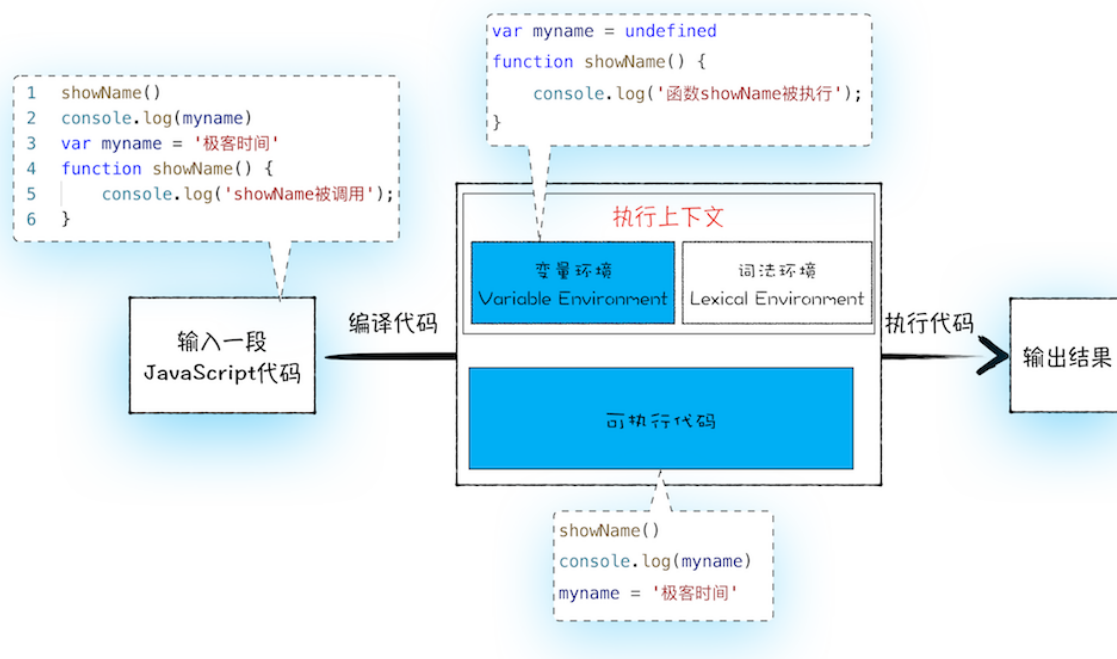 var myname = undefined
function showName() {
    console.log('函数showName被执行');
}
1 showName()
2 console.log(myname)
3 var myname = '极客时间'
4 function showName() {
5     console.log('showName被调用');
6 }
执行上下文
变量环境
Variable Environment
词法环境
Lexical Environment
输入一段
JavaScript代码
编译代码
执行代码
输出结果
可执行代码
showName()
console.log(myname)
myname = '极客时间'